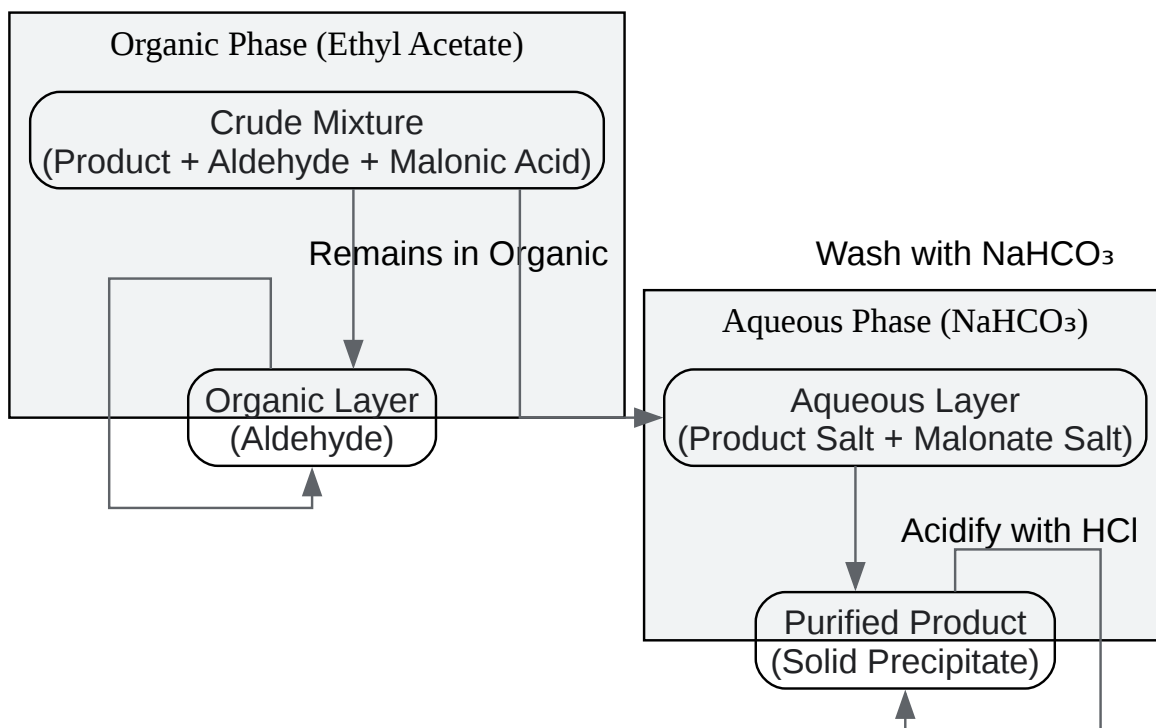 Organic Phase (Ethyl Acetate)
Crude Mixture
(Product + Aldehyde + Malonic Acid)
Remains in Organic
Wash with NaHCO₃
Aqueous Phase (NaHCO₃)
Organic Layer
(Aldehyde)
Aqueous Layer
(Product Salt + Malonate Salt)
Acidify with HCl
Purified Product
(Solid Precipitate)